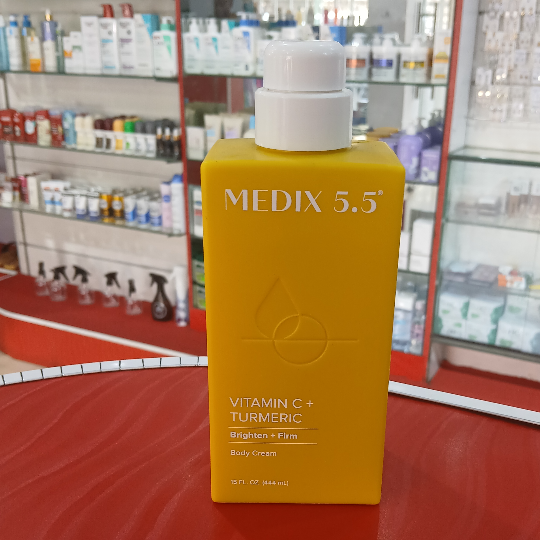 MEDIX 5.5®
VITAMIN C +
TURMERIC
Brighten + Firm
Body Cream
15 FL. OZ. (444 mL)